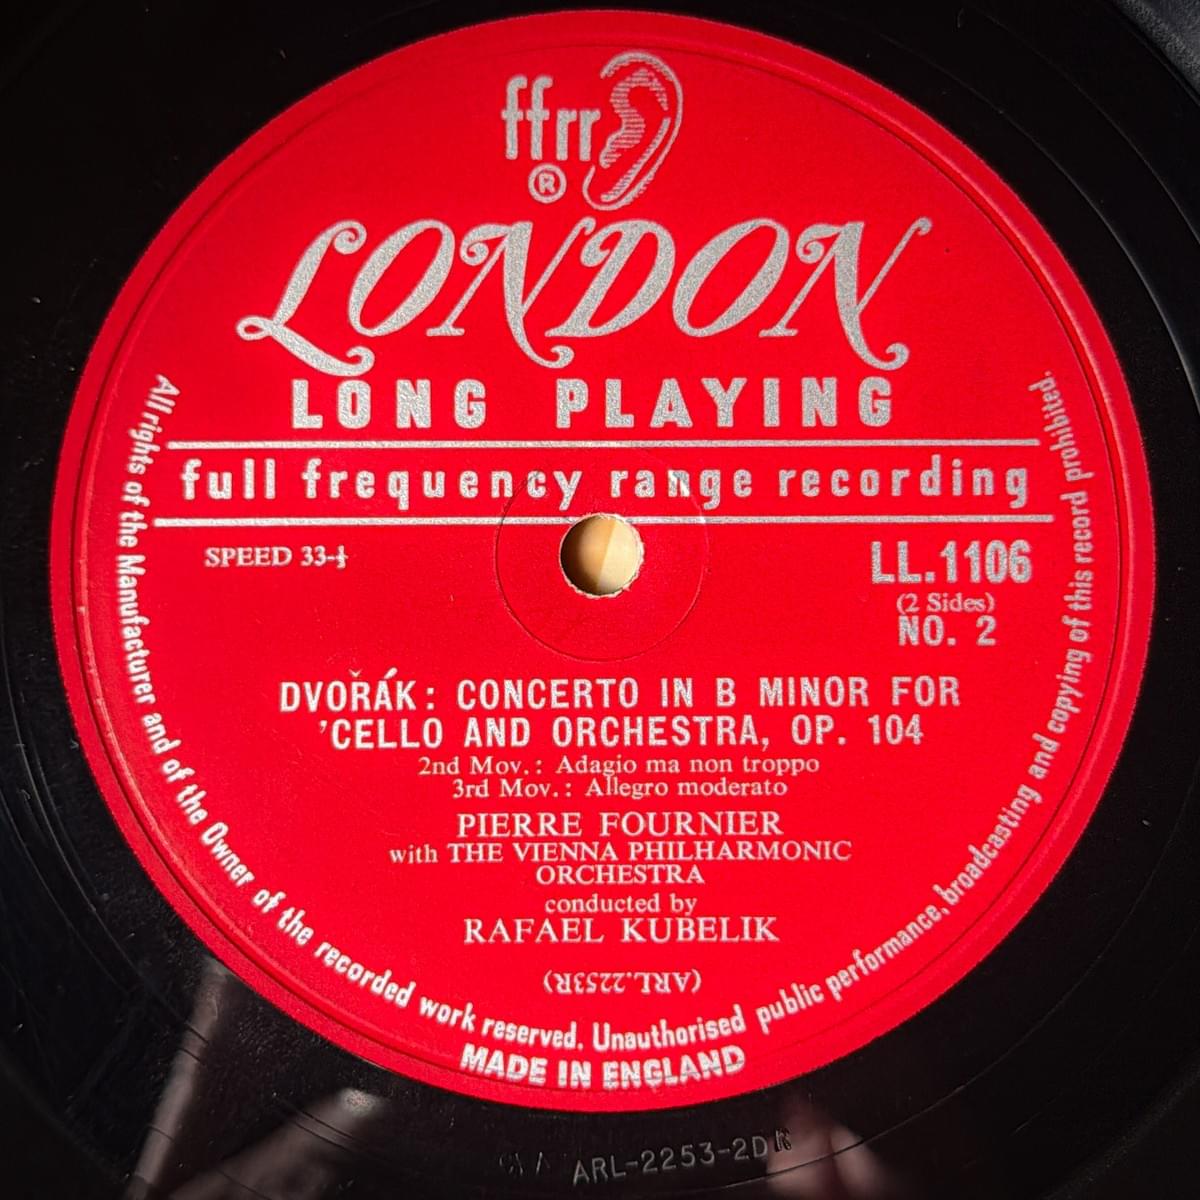 ffrr
®
LONDON
LONG PLAYING
full frequency range recording
SPEED 33-⅓
LL.1106
(2 Sides)
NO. 2
DVOŘÁK: CONCERTO IN B MINOR FOR
'CELLO AND ORCHESTRA, OP. 104
2nd Mov.: Adagio ma non troppo
3rd Mov.: Allegro moderato
PIERRE FOURNIER
with THE VIENNA PHILHARMONIC
ORCHESTRA
conducted by
RAFAEL KUBELIK
(ARL.2253R)
All rights of the Manufacturer and of the Owner of the recorded work reserved. Unauthorised public performance, broadcasting and copying of this record prohibited.
MADE IN ENGLAND
ARL-2253-2D